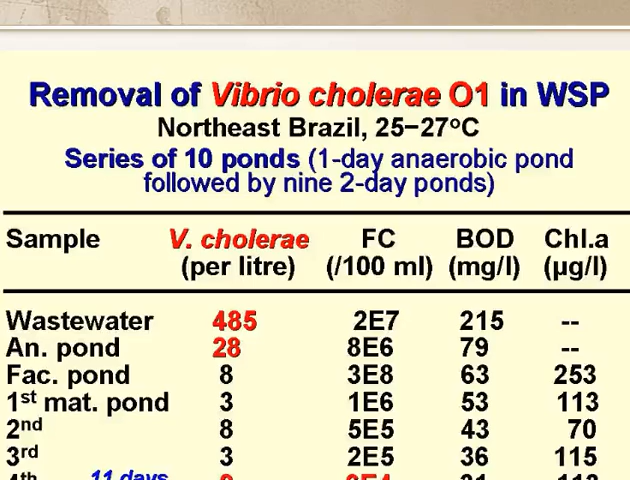 Removal of Vibrio cholerae O1 in WSP
Northeast Brazil, 25−27°C
Series of 10 ponds (1-day anaerobic pond
followed by nine 2-day ponds)
Sample V. cholerae FC BOD Chl.a
(per litre) (/100 ml) (mg/l) (µg/l)
Wastewater 485 2E7 215 --
An. pond 28 8E6 79 --
Fac. pond 8 3E8 63 253
1st mat. pond 3 1E6 53 113
2nd 8 5E5 43 70
3rd 3 2E5 36 115
4th 11 days